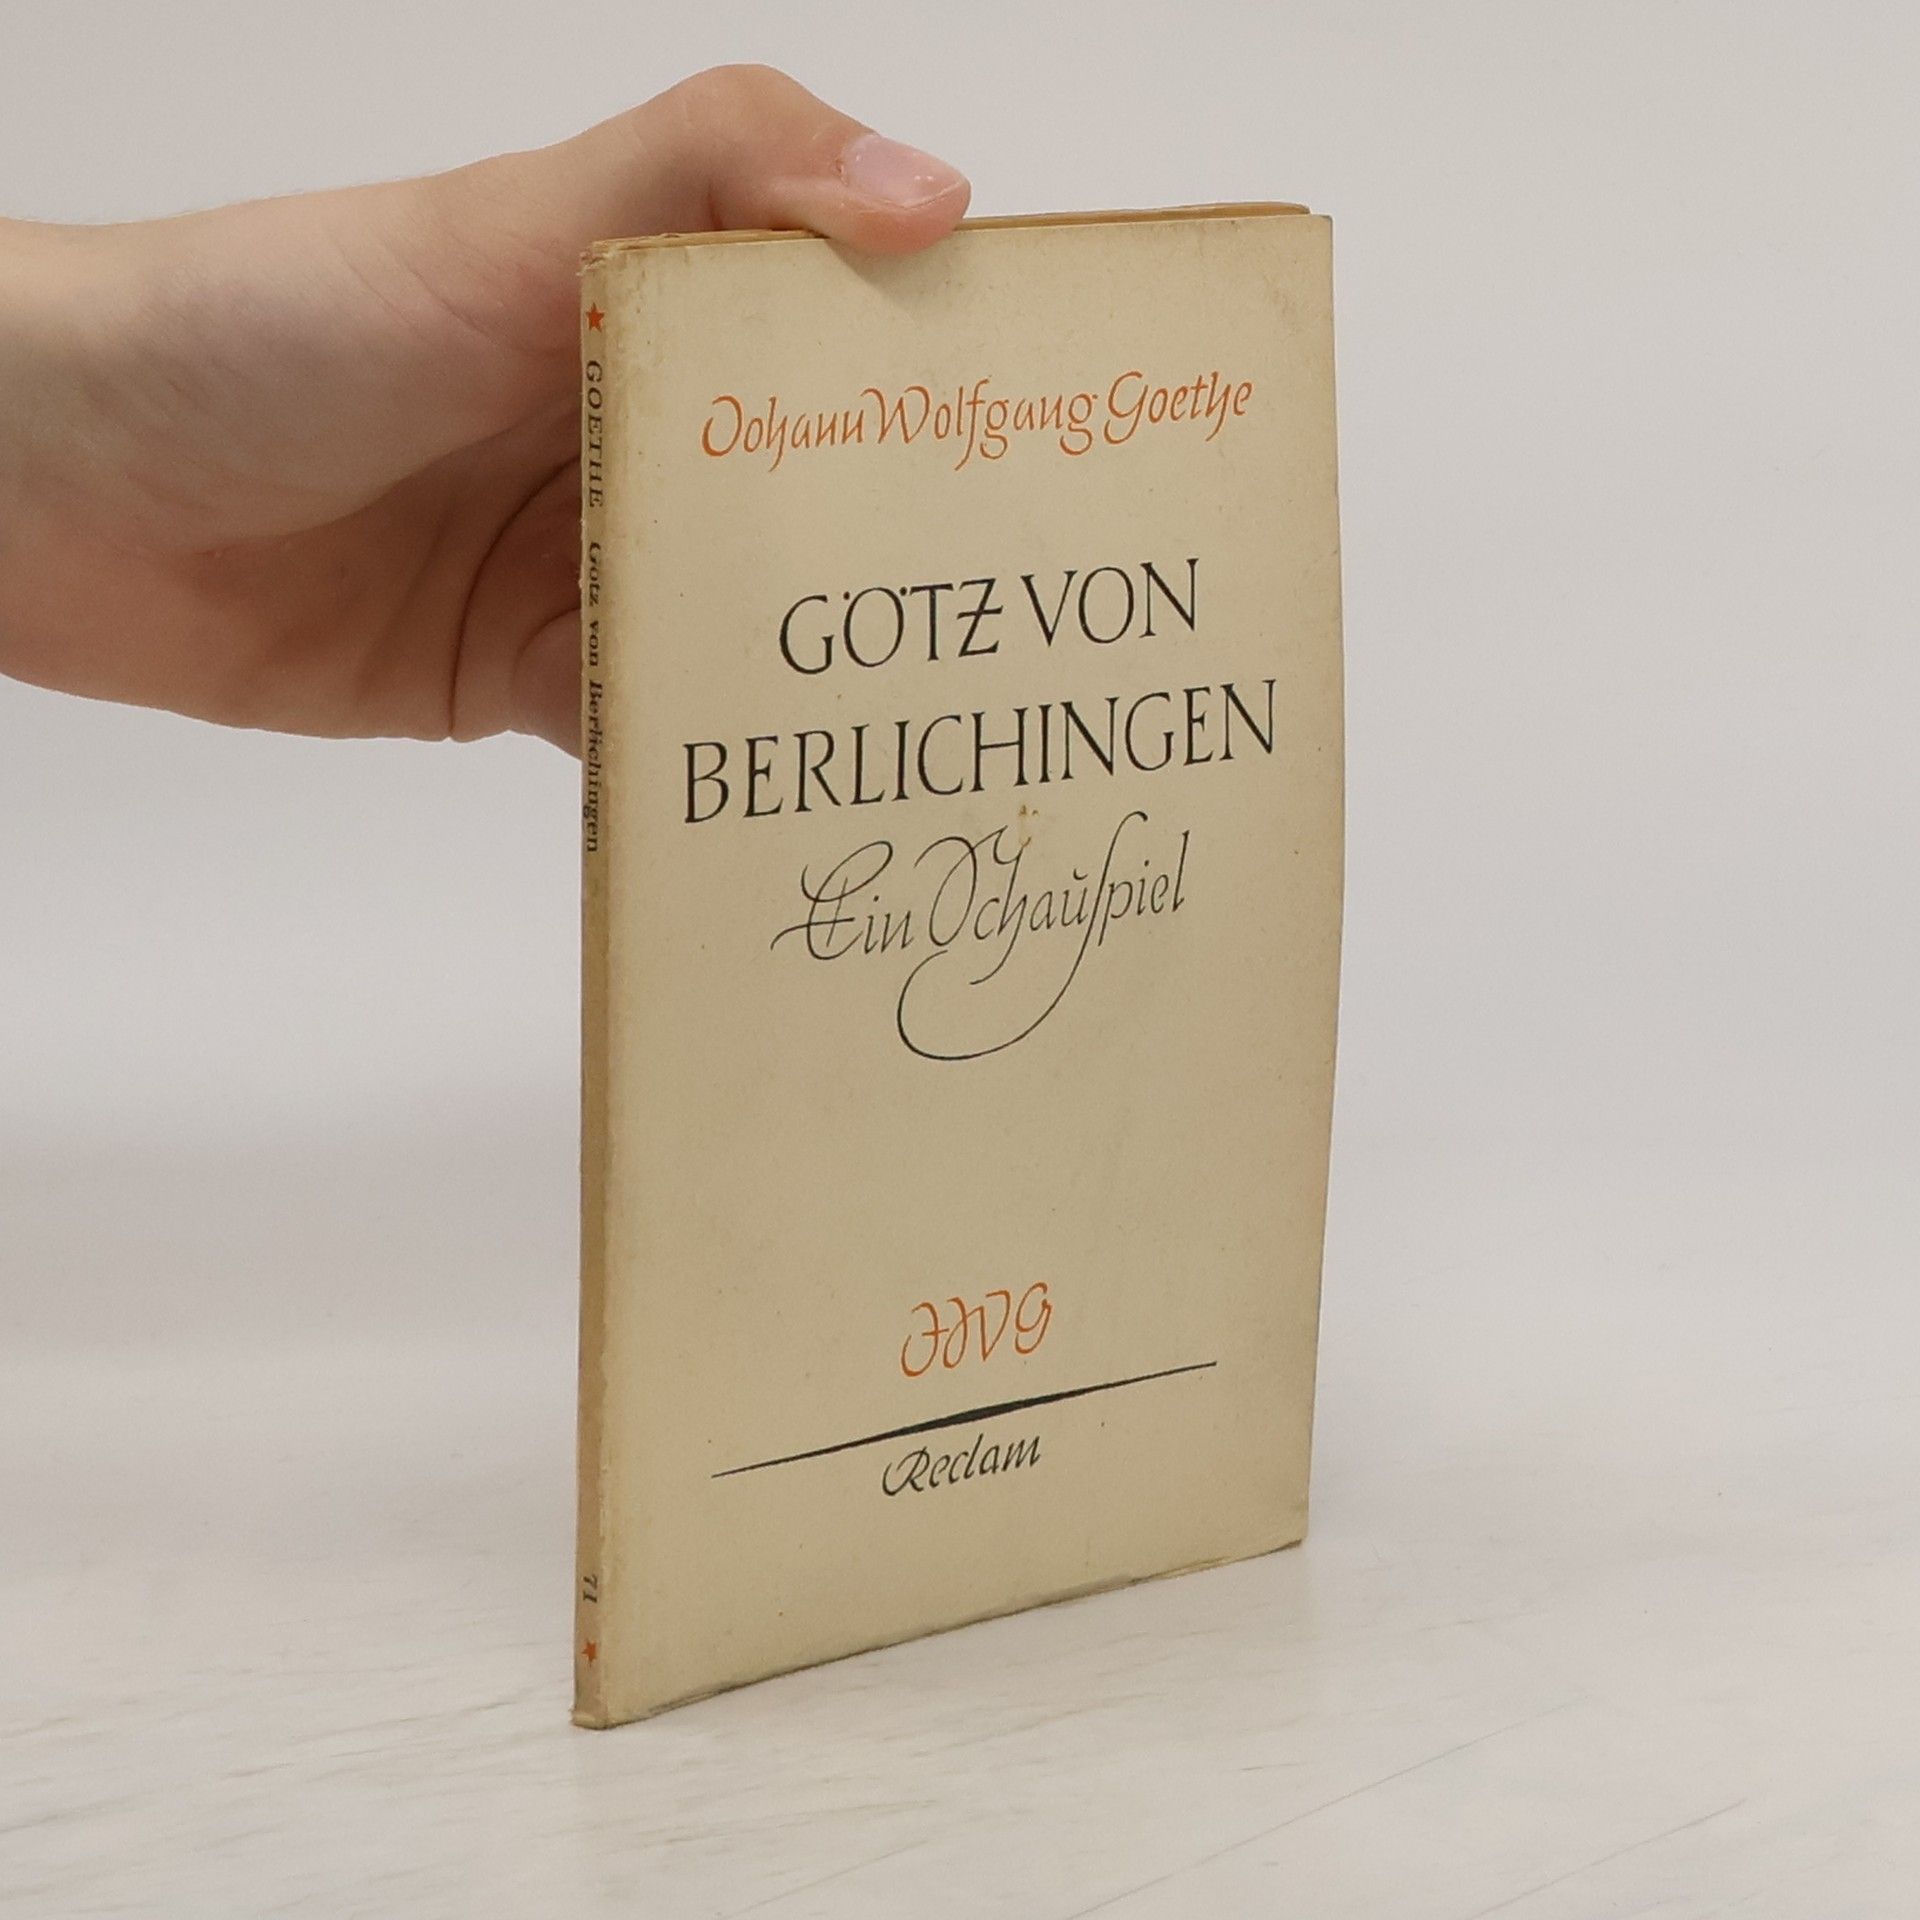 Johann Wolfgang Goethe
GÖTZ VON
BERLICHINGEN
Ein Schauspiel
JWG
Reclam
GOETHE Götz von Berlichingen 71